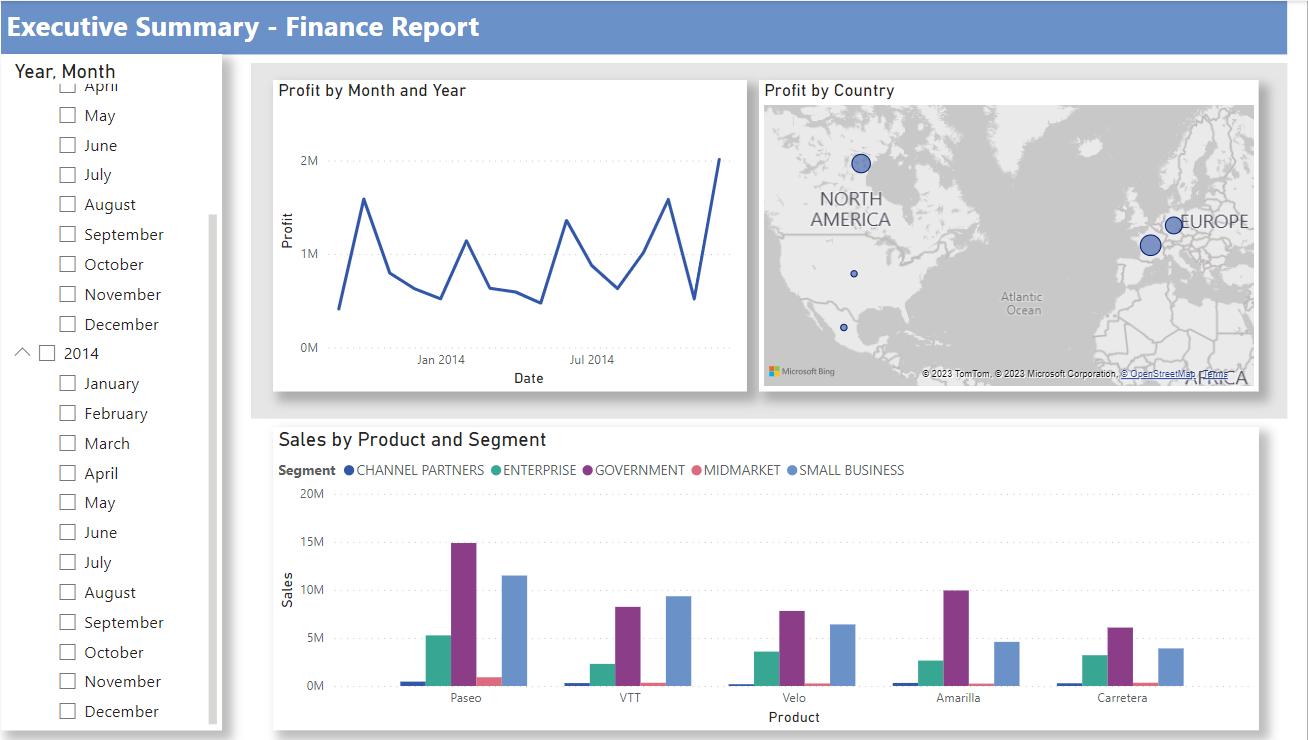 Executive Summary - Finance Report
Year, Month
April
May
June
July
August
September
October
November
December
2014
January
February
March
April
May
June
July
August
September
October
November
December
Profit by Month and Year
2M
1M
0M
Profit
Jan 2014
Jul 2014
Date
Profit by Country
NORTH
AMERICA
EUROPE
Atlantic
Ocean
AFRICA
Microsoft Bing
© 2023 TomTom, © 2023 Microsoft Corporation, © OpenStreetMap Terms
Sales by Product and Segment
Segment CHANNEL PARTNERS ENTERPRISE GOVERNMENT MIDMARKET SMALL BUSINESS
20M
15M
10M
5M
0M
Sales
Paseo
VTT
Velo
Amarilla
Carretera
Product